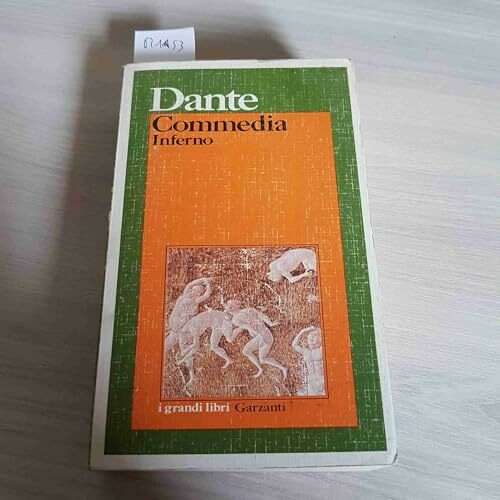 Dante
Commedia
Inferno
i grandi libri Garzanti